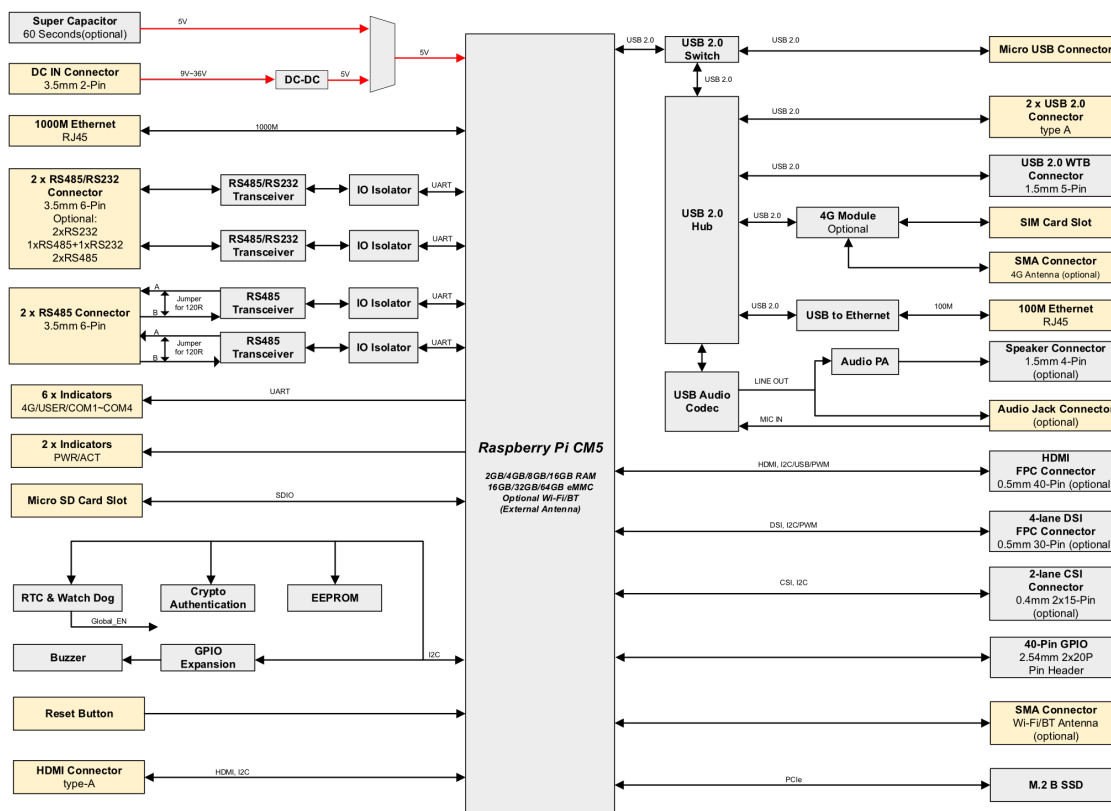 Super Capacitor
60 Seconds(optional)
5V
DC IN Connector
3.5mm 2-Pin
9V~36V
DC-DC
5V
5V
1000M Ethernet
RJ45
1000M
2 x RS485/RS232
Connector
3.5mm 6-Pin
Optional:
2xRS232
1xRS485+1xRS232
2xRS485
RS485/RS232
Transceiver
IO Isolator
UART
RS485/RS232
Transceiver
IO Isolator
UART
2 x RS485 Connector
3.5mm 6-Pin
A
Jumper
for 120R
B
RS485
Transceiver
IO Isolator
UART
A
Jumper
for 120R
B
RS485
Transceiver
IO Isolator
UART
6 x Indicators
4G/USER/COM1~COM4
UART
2 x Indicators
PWR/ACT
Micro SD Card Slot
SDIO
RTC & Watch Dog
Crypto
Authentication
EEPROM
Global_EN
Buzzer
GPIO
Expansion
I2C
Reset Button
HDMI Connector
type-A
HDMI, I2C
Raspberry Pi CM5
2GB/4GB/8GB/16GB RAM
16GB/32GB/64GB eMMC
Optional Wi-Fi/BT
(External Antenna)
USB 2.0
USB 2.0
Switch
USB 2.0
Micro USB Connector
USB 2.0
USB 2.0
Hub
USB 2.0
2 x USB 2.0
Connector
type A
USB 2.0
USB 2.0 WTB
Connector
1.5mm 5-Pin
USB 2.0
4G Module
Optional
SIM Card Slot
SMA Connector
4G Antenna (optional)
USB 2.0
USB to Ethernet
100M
100M Ethernet
RJ45
USB Audio
Codec
LINE OUT
MIC IN
Audio PA
Speaker Connector
1.5mm 4-Pin
(optional)
Audio Jack Connector
(optional)
HDMI, I2C/USB/PWM
HDMI
FPC Connector
0.5mm 40-Pin (optional)
DSI, I2C/PWM
4-lane DSI
FPC Connector
0.5mm 30-Pin (optional)
CSI, I2C
2-lane CSI
Connector
0.4mm 2x15-Pin
(optional)
40-Pin GPIO
2.54mm 2x20P
Pin Header
SMA Connector
Wi-Fi/BT Antenna
(optional)
PCIe
M.2 B SSD